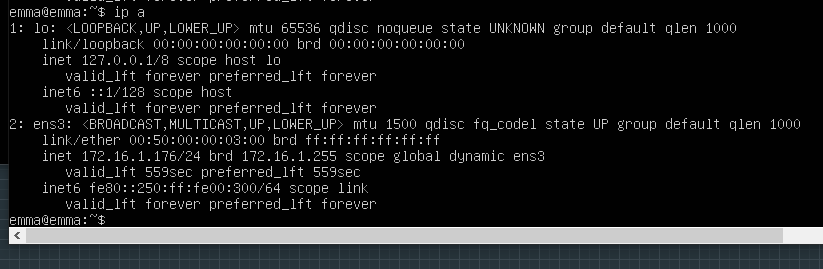 emma@emma:~$ ip a
1: lo: <LOOPBACK,UP,LOWER_UP> mtu 65536 qdisc noqueue state UNKNOWN group default qlen 1000
    link/loopback 00:00:00:00:00:00 brd 00:00:00:00:00:00
    inet 127.0.0.1/8 scope host lo
       valid_lft forever preferred_lft forever
    inet6 ::1/128 scope host
       valid_lft forever preferred_lft forever
2: ens3: <BROADCAST,MULTICAST,UP,LOWER_UP> mtu 1500 qdisc fq_codel state UP group default qlen 1000
    link/ether 00:50:00:00:03:00 brd ff:ff:ff:ff:ff:ff
    inet 172.16.1.176/24 brd 172.16.1.255 scope global dynamic ens3
       valid_lft 559sec preferred_lft 559sec
    inet6 fe80::250:ff:fe00:300/64 scope link
       valid_lft forever preferred_lft forever
emma@emma:~$